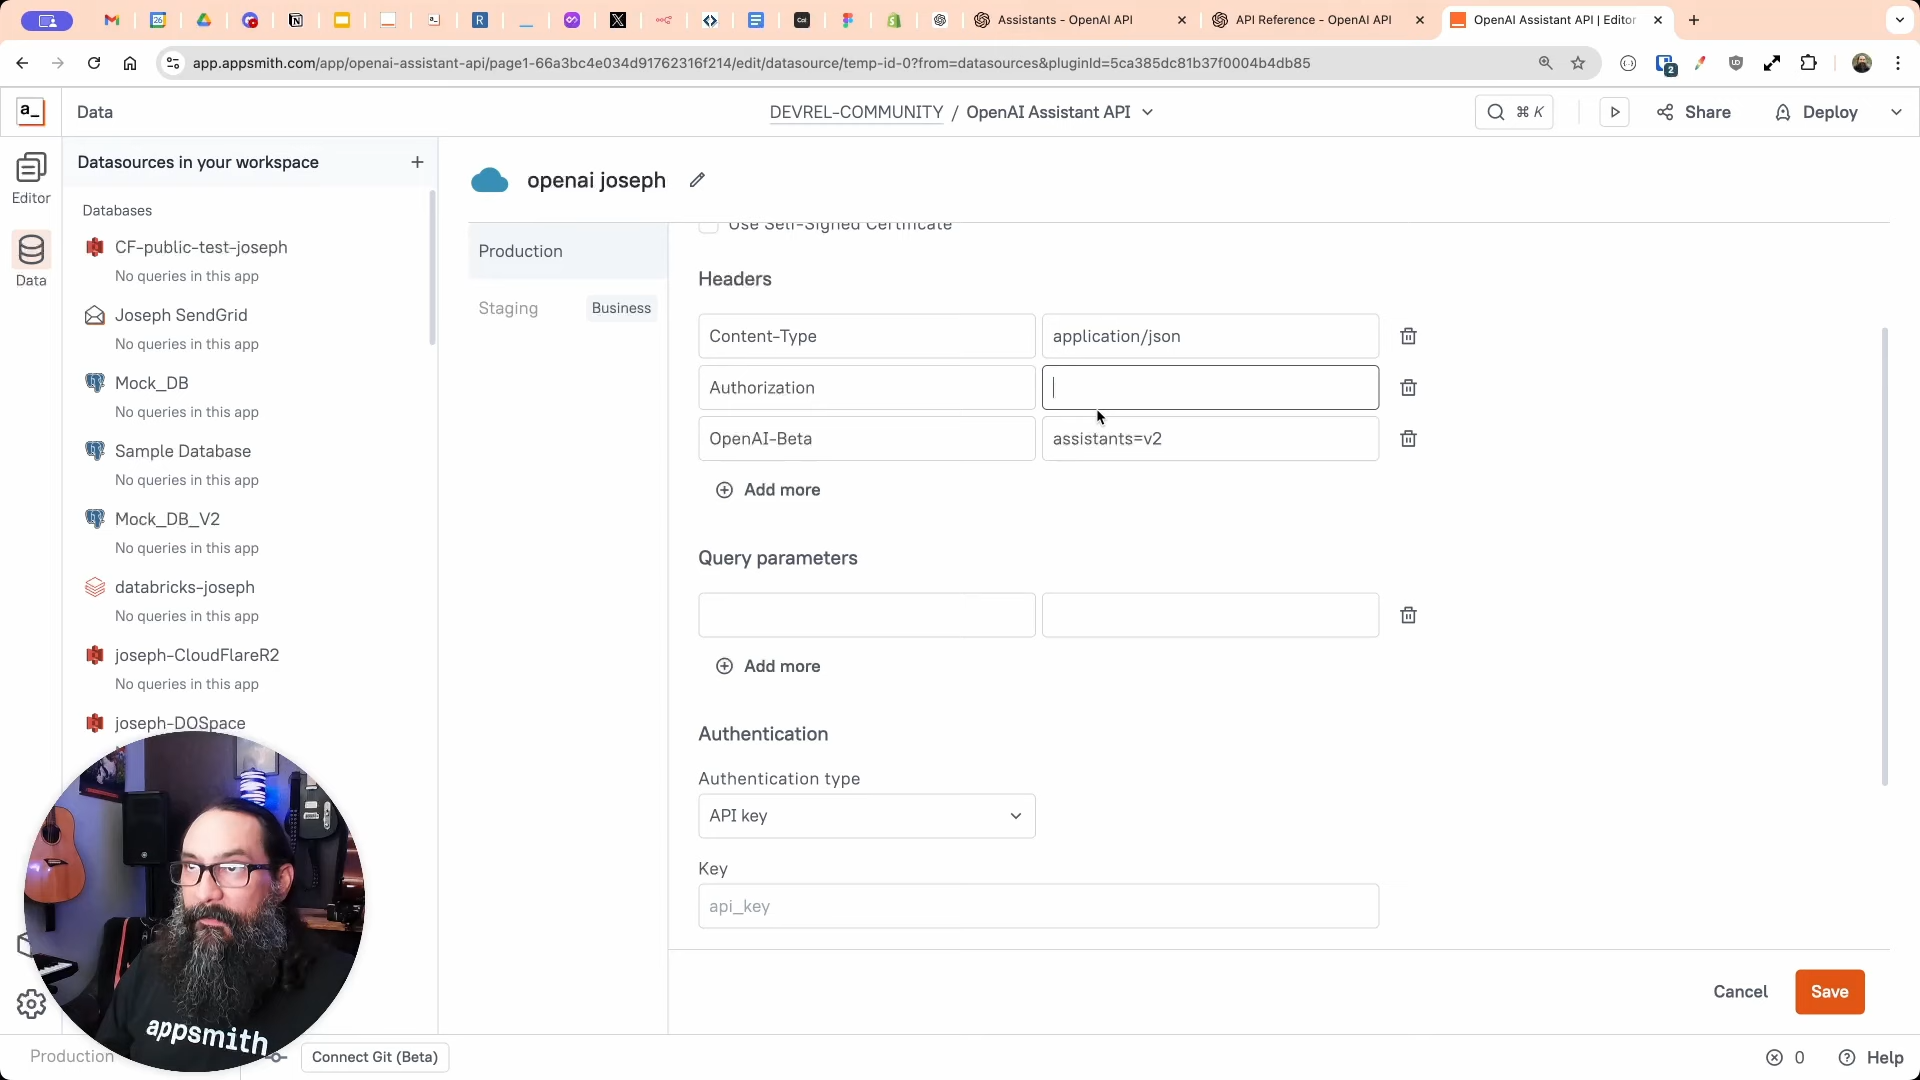 Assistants - OpenAI API
API Reference - OpenAI API
OpenAI Assistant API | Editor
app.appsmith.com/app/openai-assistant-api/page1-66a3bc4e034d91762316f214/edit/datasource/temp-id-0?from=datasources&pluginId=5ca385dc81b37f0004b4db85
2
a_
Data
DEVREL-COMMUNITY / OpenAI Assistant API
⌘ K
Share
Deploy
Editor
Data
Datasources in your workspace
Databases
CF-public-test-joseph
No queries in this app
Joseph SendGrid
No queries in this app
Mock_DB
No queries in this app
Sample Database
No queries in this app
Mock_DB_V2
No queries in this app
databricks-joseph
No queries in this app
joseph-CloudFlareR2
No queries in this app
joseph-DOSpace
openai joseph
Production
Staging
Business
Use Self-Signed Certificate
Headers
Content-Type
application/json
Authorization
OpenAI-Beta
assistants=v2
Add more
Query parameters
Add more
Authentication
Authentication type
API key
Key
api_key
Cancel
Save
appsmith
Production
Connect Git (Beta)
0
Help